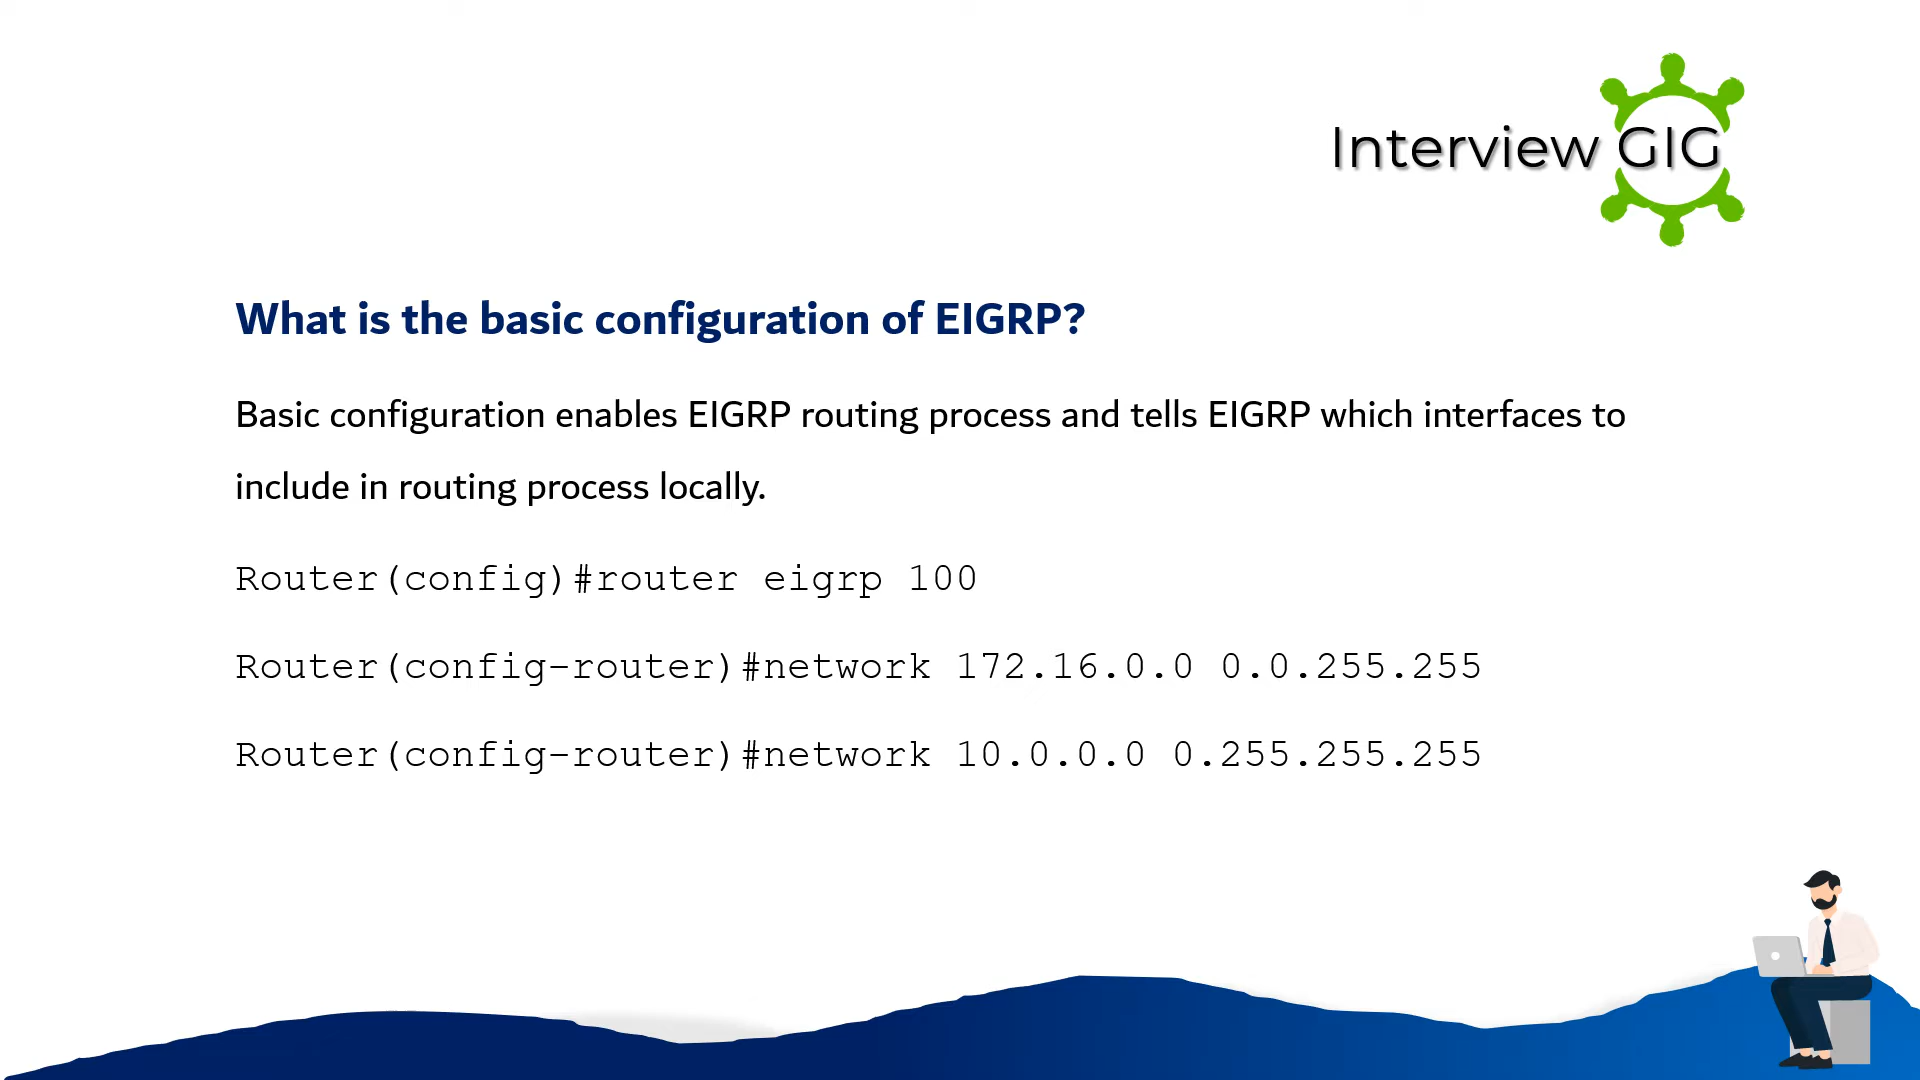 Interview GIG
What is the basic configuration of EIGRP?
Basic configuration enables EIGRP routing process and tells EIGRP which interfaces to
include in routing process locally.
Router(config)#router eigrp 100
Router(config-router)#network 172.16.0.0 0.0.255.255
Router(config-router)#network 10.0.0.0 0.255.255.255